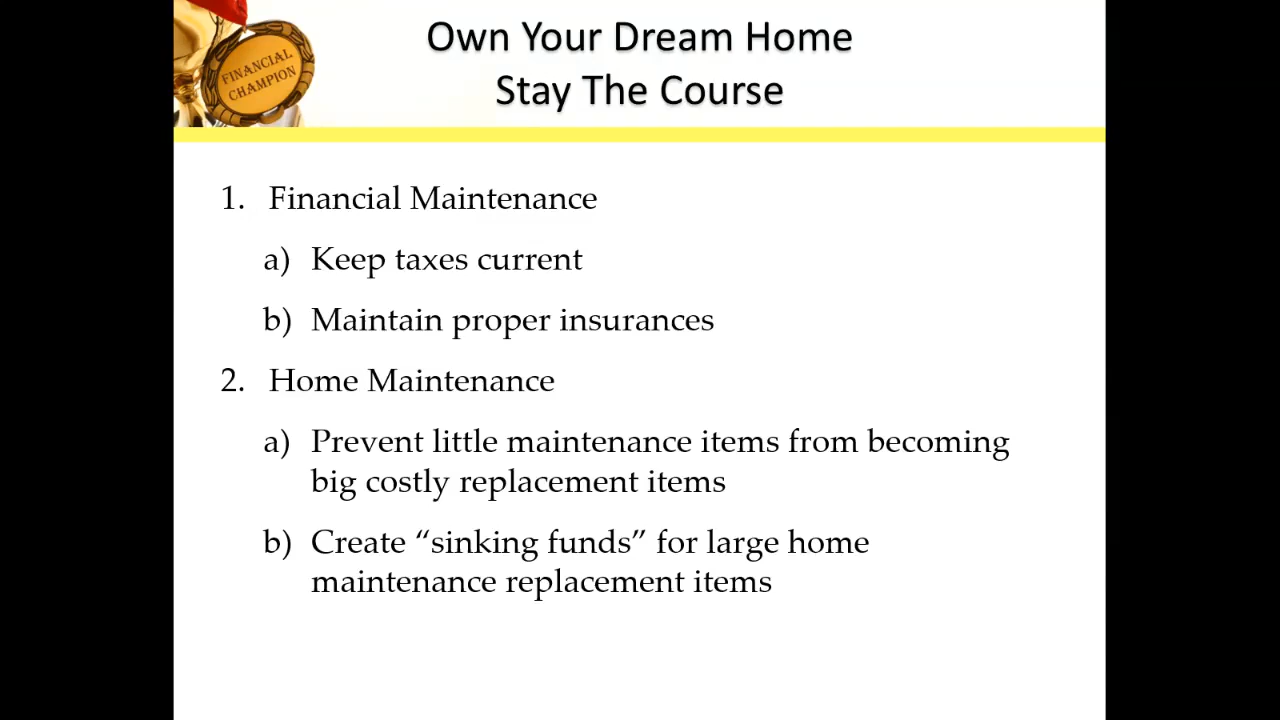 Own Your Dream Home
Stay The Course
FINANCIAL
CHAMPION
1. Financial Maintenance
a) Keep taxes current
b) Maintain proper insurances
2. Home Maintenance
a) Prevent little maintenance items from becoming
big costly replacement items
b) Create “sinking funds” for large home
maintenance replacement items